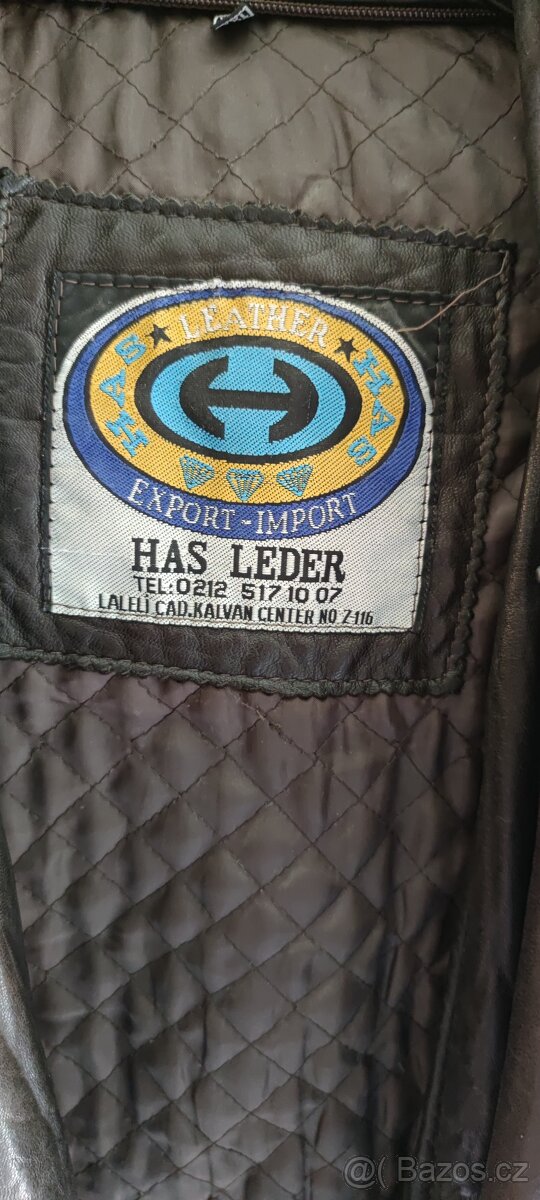 LEATHER
HAS ★ ★ HAS
EXPORT - IMPORT
HAS LEDER
TEL: 0212 517 10 07
LALELİ CAD. KALVAN CENTER NO Z-116
@( Bazos.cz